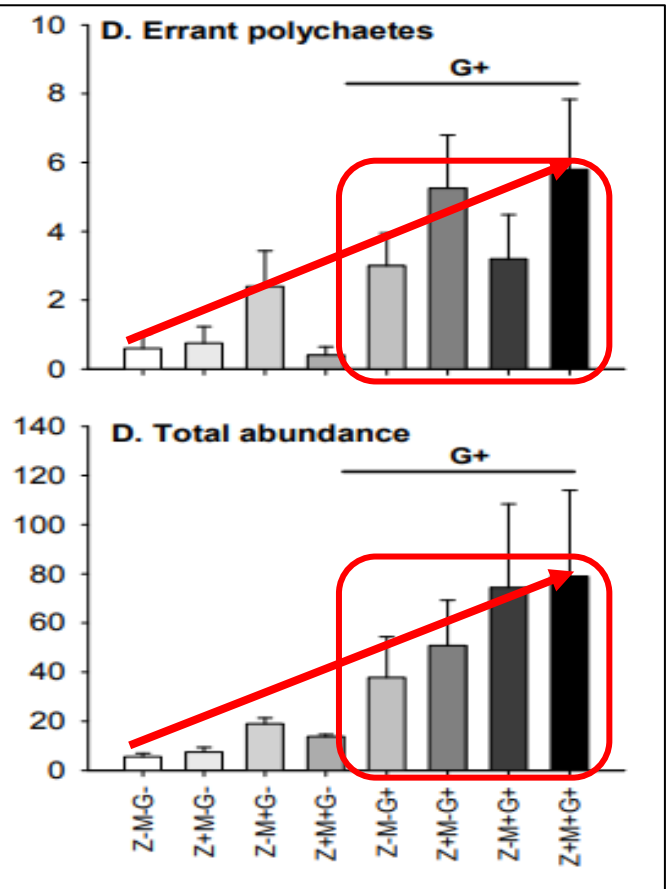 D. Errant polychaetes
G+
10
8
6
4
2
0
D. Total abundance
G+
140
120
100
80
60
40
20
0
Z-M-G-
Z+M-G-
Z-M+G-
Z+M+G-
Z-M-G+
Z+M-G+
Z-M+G+
Z+M+G+